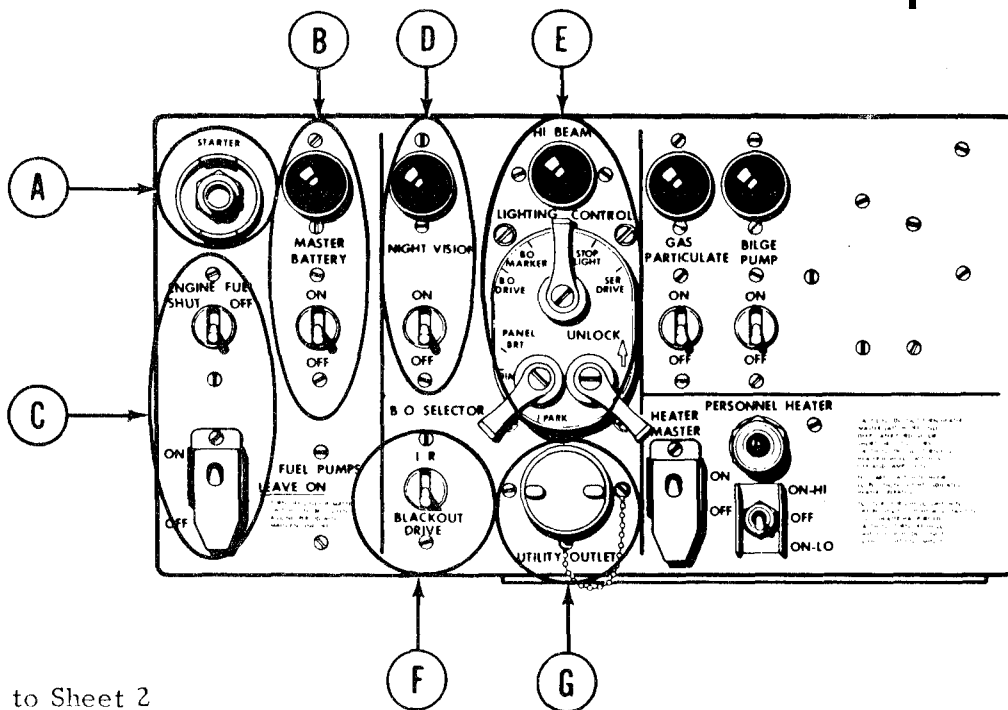 B
D
E
A
C
F
G
STARTER
MASTER
BATTERY
ON
OFF
ENGINE FUEL
SHUT OFF
ON
OFF
FUEL PUMPS
LEAVE ON
NIGHT VISION
ON
OFF
B O SELECTOR
I R
BLACKOUT
DRIVE
HI BEAM
LIGHTING CONTROL
B O
MARKER
STOP
LIGHT
B O
DRIVE
SER
DRIVE
PANEL
BRT
UNLOCK
PARK
UTILITY OUTLET
GAS
PARTICULATE
ON
OFF
BILGE
PUMP
ON
OFF
HEATER
MASTER
ON
OFF
PERSONNEL HEATER
ON-HI
OFF
ON-LO
to Sheet 2